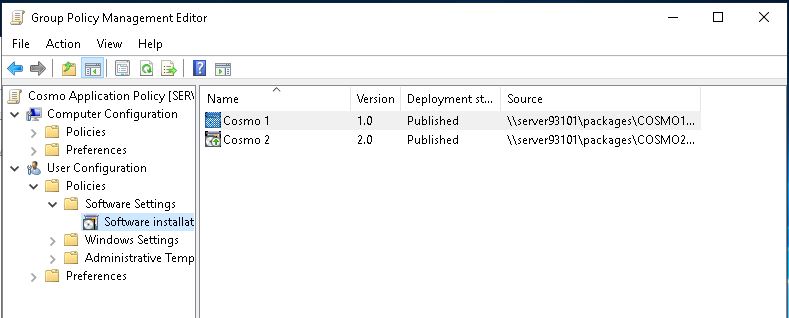 Group Policy Management Editor
File Action View Help
Cosmo Application Policy [SER\
Computer Configuration
Policies
Preferences
User Configuration
Policies
Software Settings
Software installat
Windows Settings
Administrative Temp
Preferences
Name Version Deployment st... Source
Cosmo 1 1.0 Published \\server93101\packages\COSMO1...
Cosmo 2 2.0 Published \\server93101\packages\COSMO2...